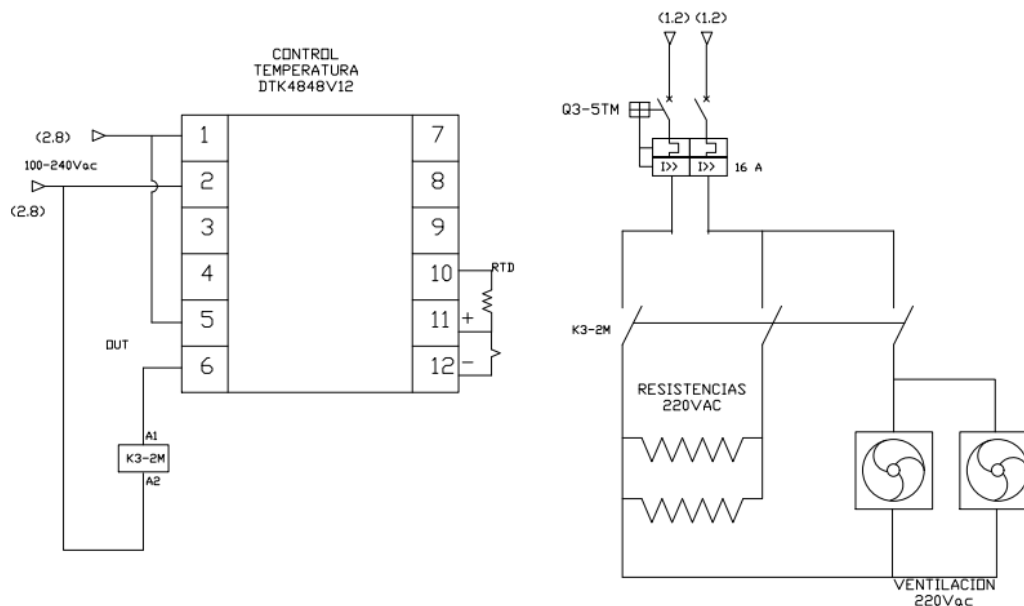 CONTROL
TEMPERATURA
DTK4848V12
(2.8)
100-240Vac
(2.8)
1
2
3
4
5
6
7
8
9
10
11
12
RTD
+
-
OUT
A1
K3-2M
A2
(1.2) (1.2)
Q3-5TM
I>> I>>
16 A
K3-2M
RESISTENCIAS
220VAC
VENTILACION
220Vac